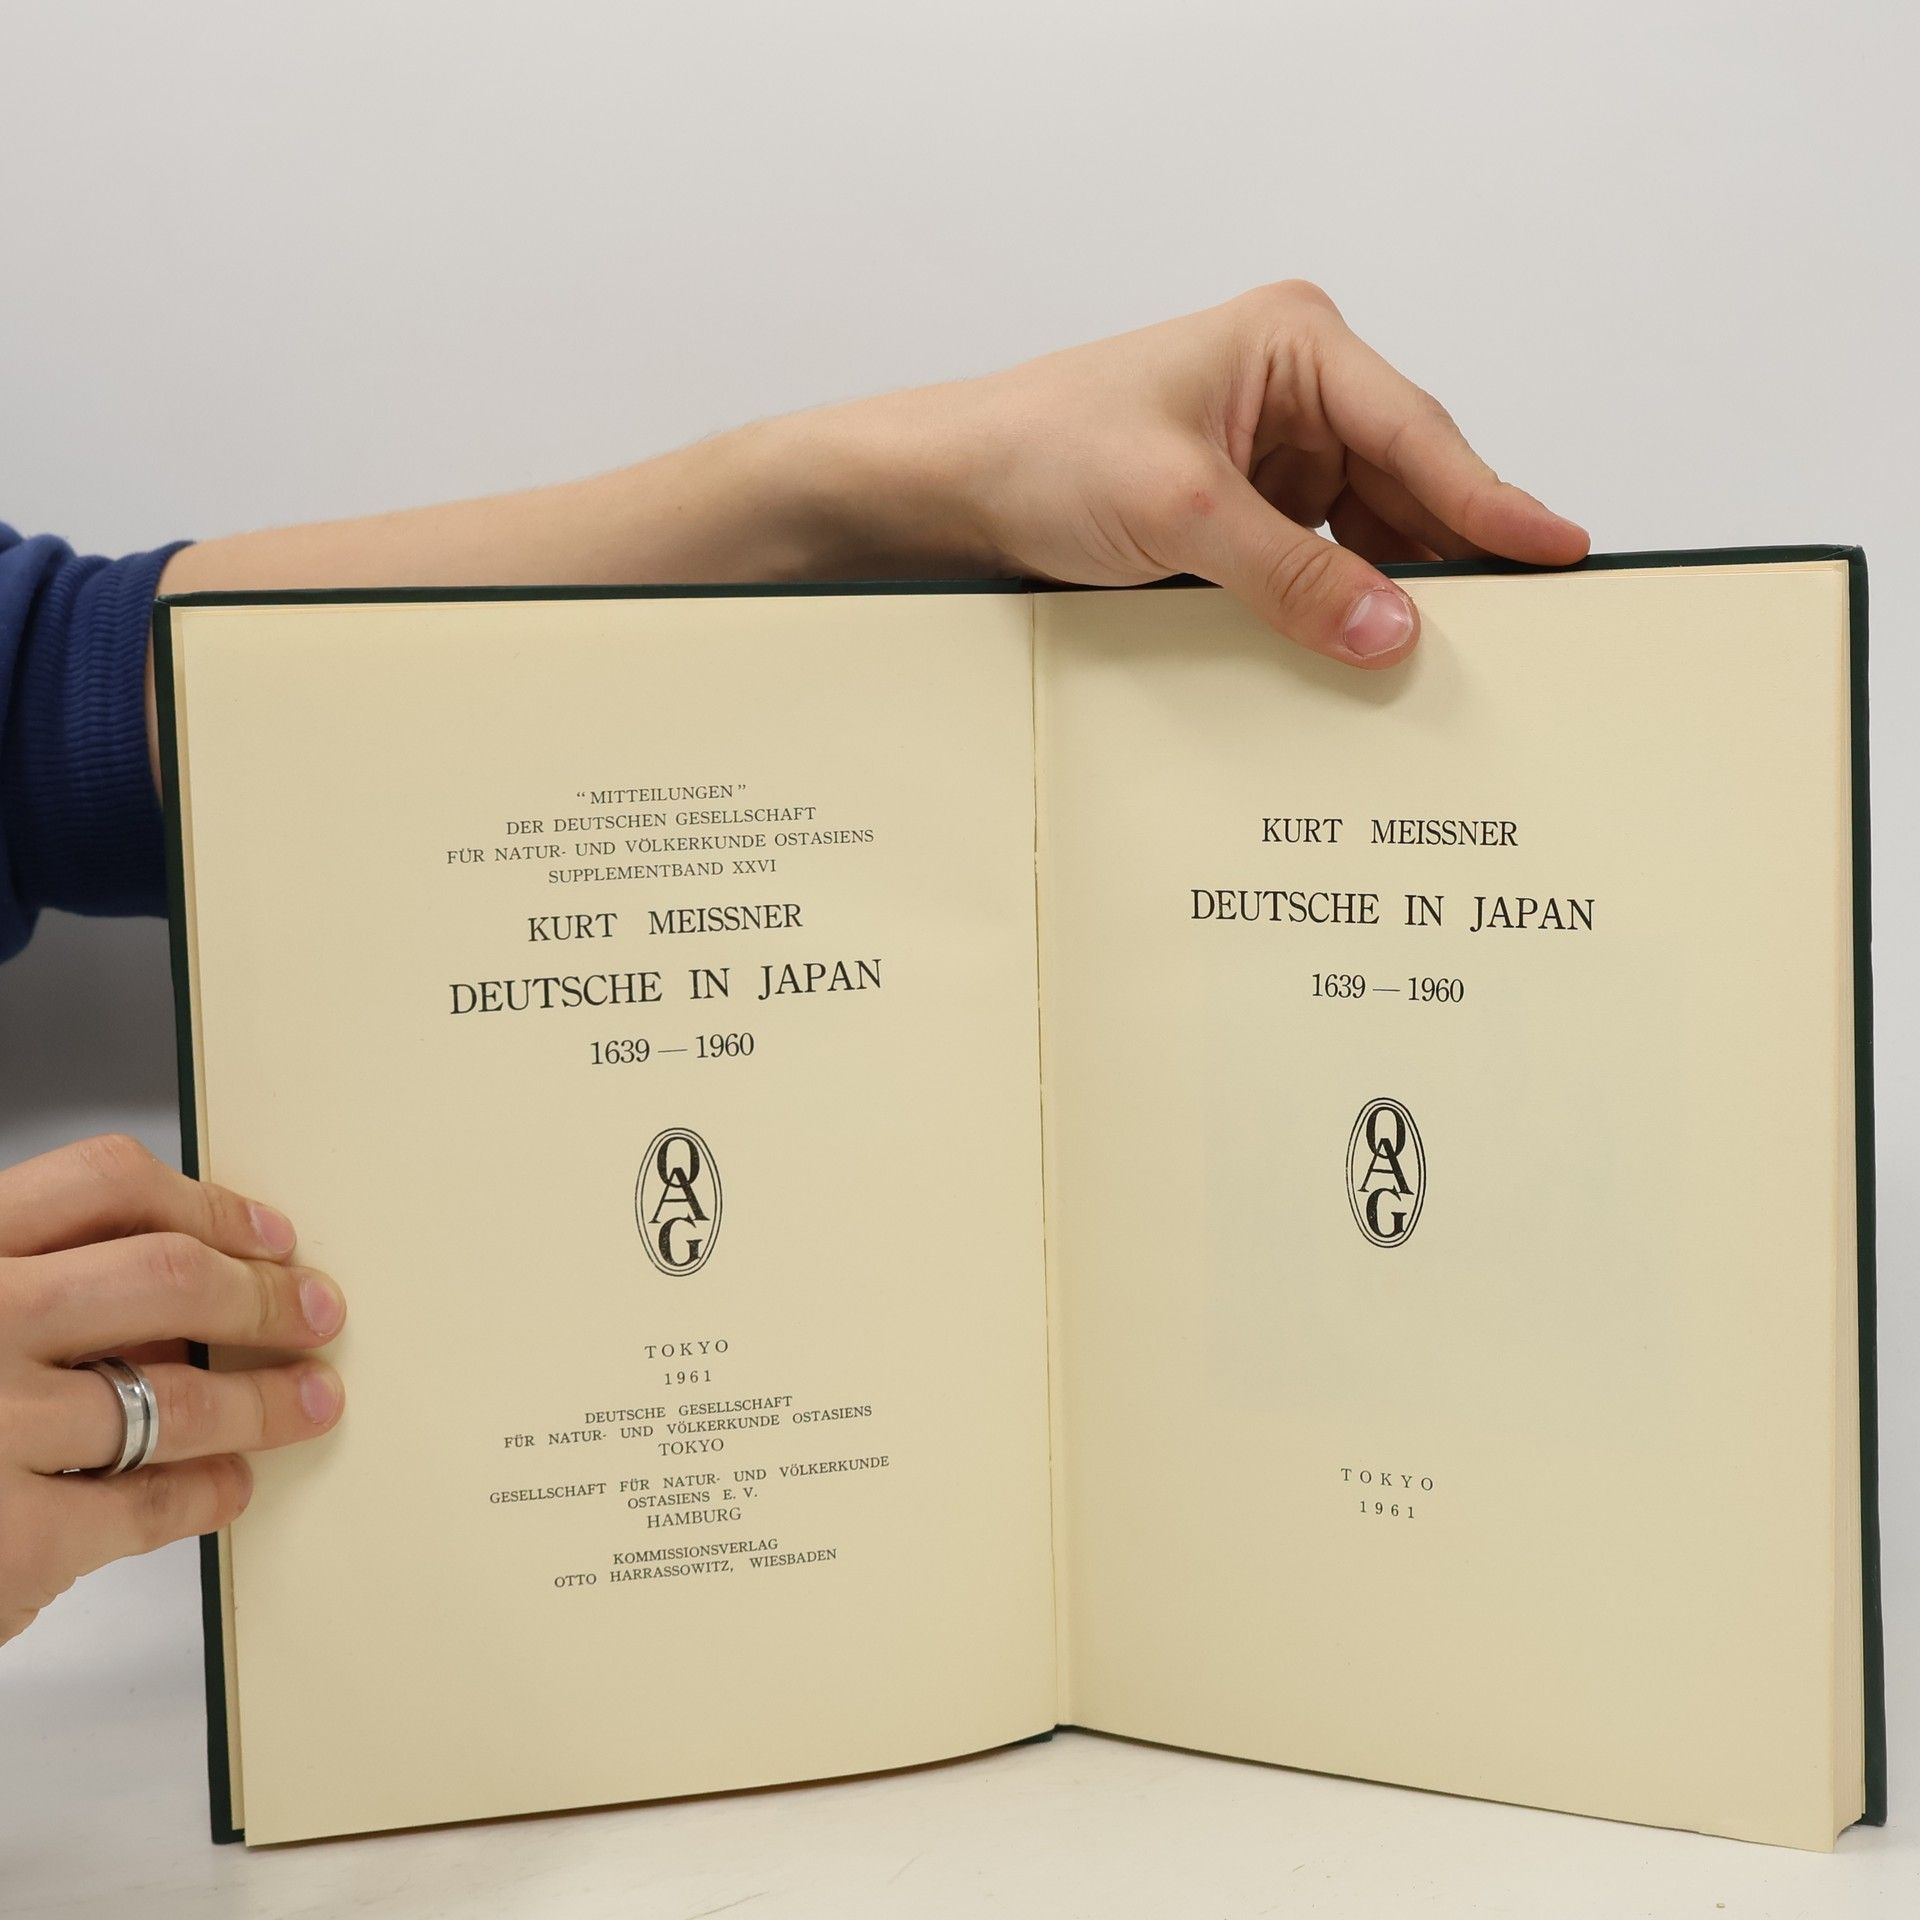 “MITTEILUNGEN”
DER DEUTSCHEN GESELLSCHAFT
FÜR NATUR- UND VÖLKERKUNDE OSTASIENS
SUPPLEMENTBAND XXVI
KURT MEISSNER
DEUTSCHE IN JAPAN
1639 — 1960
OAG
TOKYO
1961
DEUTSCHE GESELLSCHAFT
FÜR NATUR- UND VÖLKERKUNDE OSTASIENS
TOKYO
GESELLSCHAFT FÜR NATUR- UND VÖLKERKUNDE
OSTASIENS E. V.
HAMBURG
KOMMISSIONSVERLAG
OTTO HARRASSOWITZ, WIESBADEN
KURT MEISSNER
DEUTSCHE IN JAPAN
1639 — 1960
OAG
TOKYO
1961